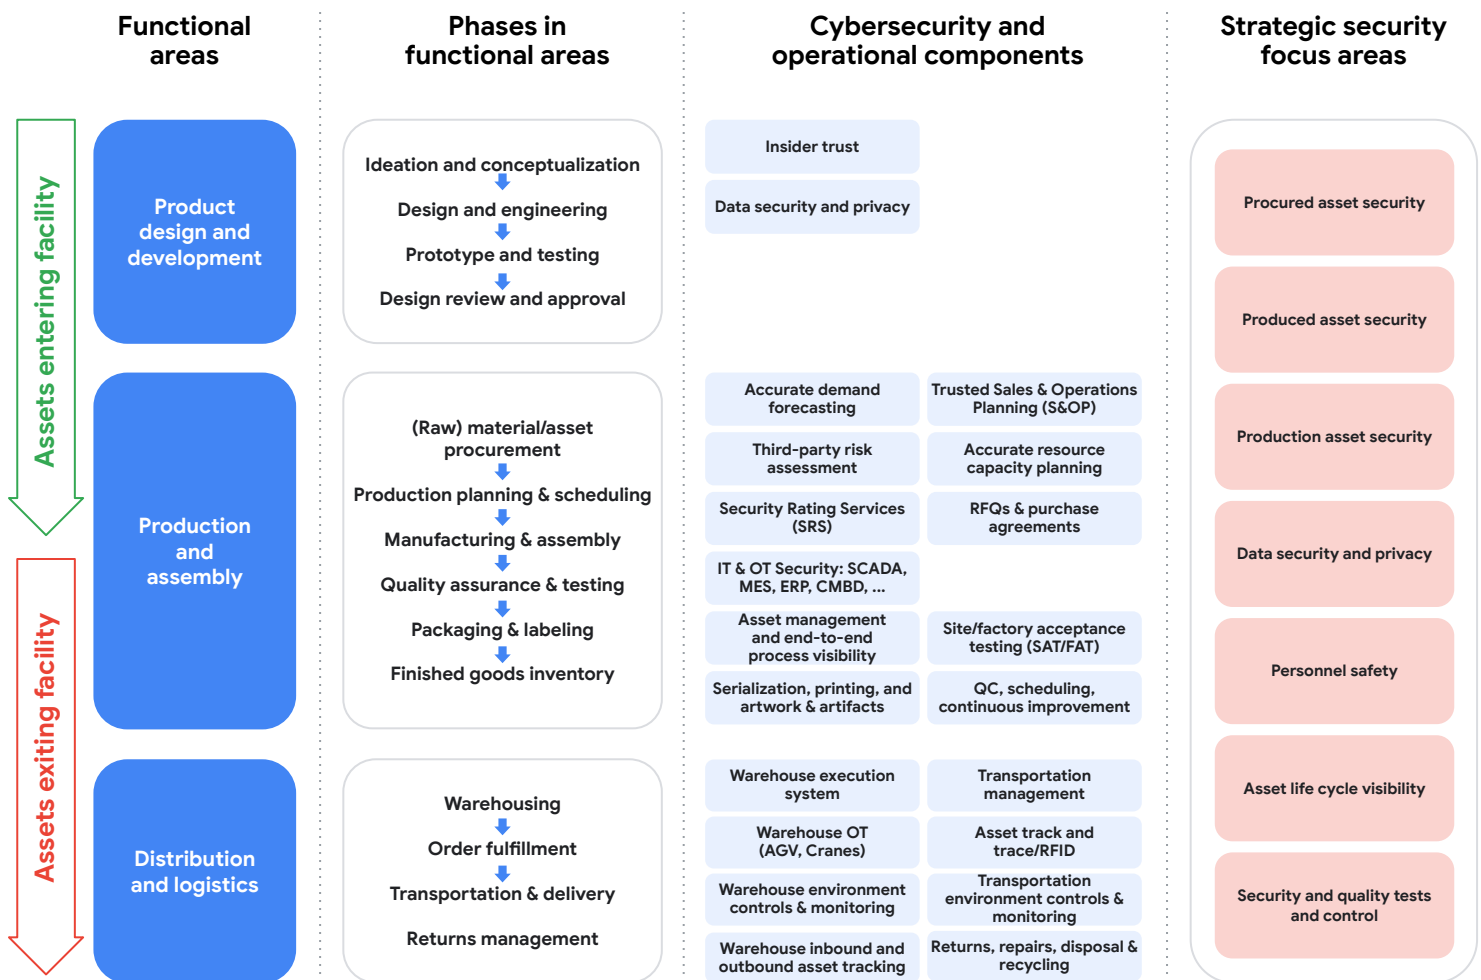 Functional
areas
Phases in
functional areas
Cybersecurity and
operational components
Strategic security
focus areas
Assets entering facility
Assets exiting facility
Product
design and
development
Ideation and conceptualization
Design and engineering
Prototype and testing
Design review and approval
Insider trust
Data security and privacy
Production
and
assembly
(Raw) material/asset
procurement
Production planning & scheduling
Manufacturing & assembly
Quality assurance & testing
Packaging & labeling
Finished goods inventory
Accurate demand
forecasting
Trusted Sales & Operations
Planning (S&OP)
Third-party risk
assessment
Accurate resource
capacity planning
Security Rating Services
(SRS)
RFQs & purchase
agreements
IT & OT Security: SCADA,
MES, ERP, CMBD, ...
Asset management
and end-to-end
process visibility
Site/factory acceptance
testing (SAT/FAT)
Serialization, printing, and
artwork & artifacts
QC, scheduling,
continuous improvement
Distribution
and logistics
Warehousing
Order fulfillment
Transportation & delivery
Returns management
Warehouse execution
system
Transportation
management
Warehouse OT
(AGV, Cranes)
Asset track and
trace/RFID
Warehouse environment
controls & monitoring
Transportation
environment controls &
monitoring
Warehouse inbound and
outbound asset tracking
Returns, repairs, disposal &
recycling
Procured asset security
Produced asset security
Production asset security
Data security and privacy
Personnel safety
Asset life cycle visibility
Security and quality tests
and control